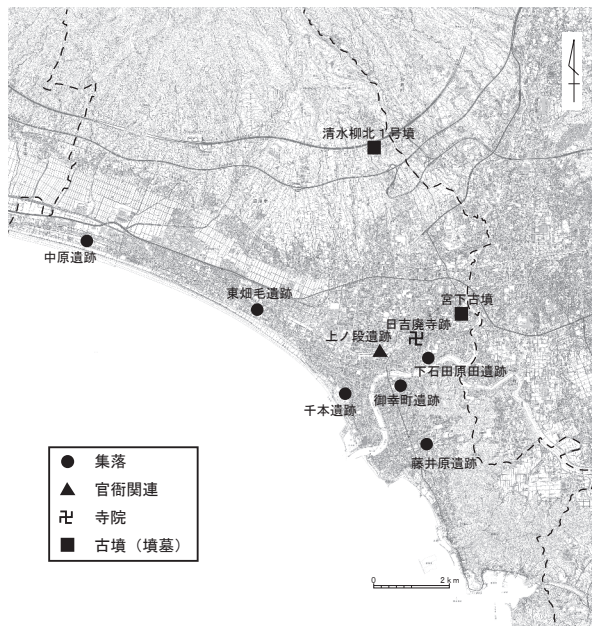 清水柳北1号墳
中原遺跡
東畑毛遺跡
宮下古墳
日吉廃寺跡
上ノ段遺跡
下石田原田遺跡
御幸町遺跡
千本遺跡
藤井原遺跡
集落
官衙関連
寺院
古墳（墳墓）
0 2km